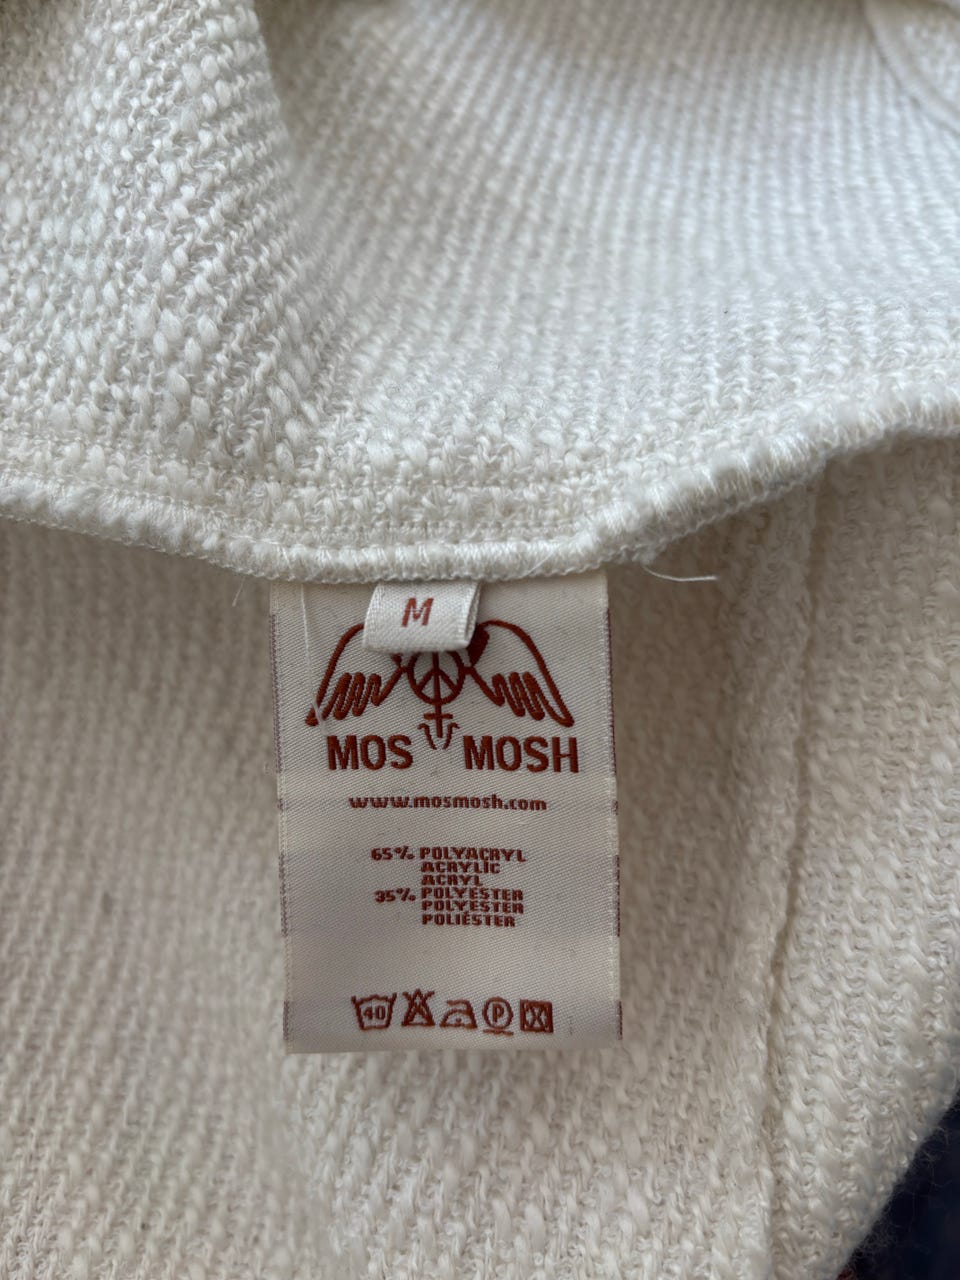 M
MOS MOSH
www.mosmosh.com
65% POLYACRYL
ACRYLIC
ACRYL
35% POLYESTER
POLYESTER
POLIÉSTER
40 P